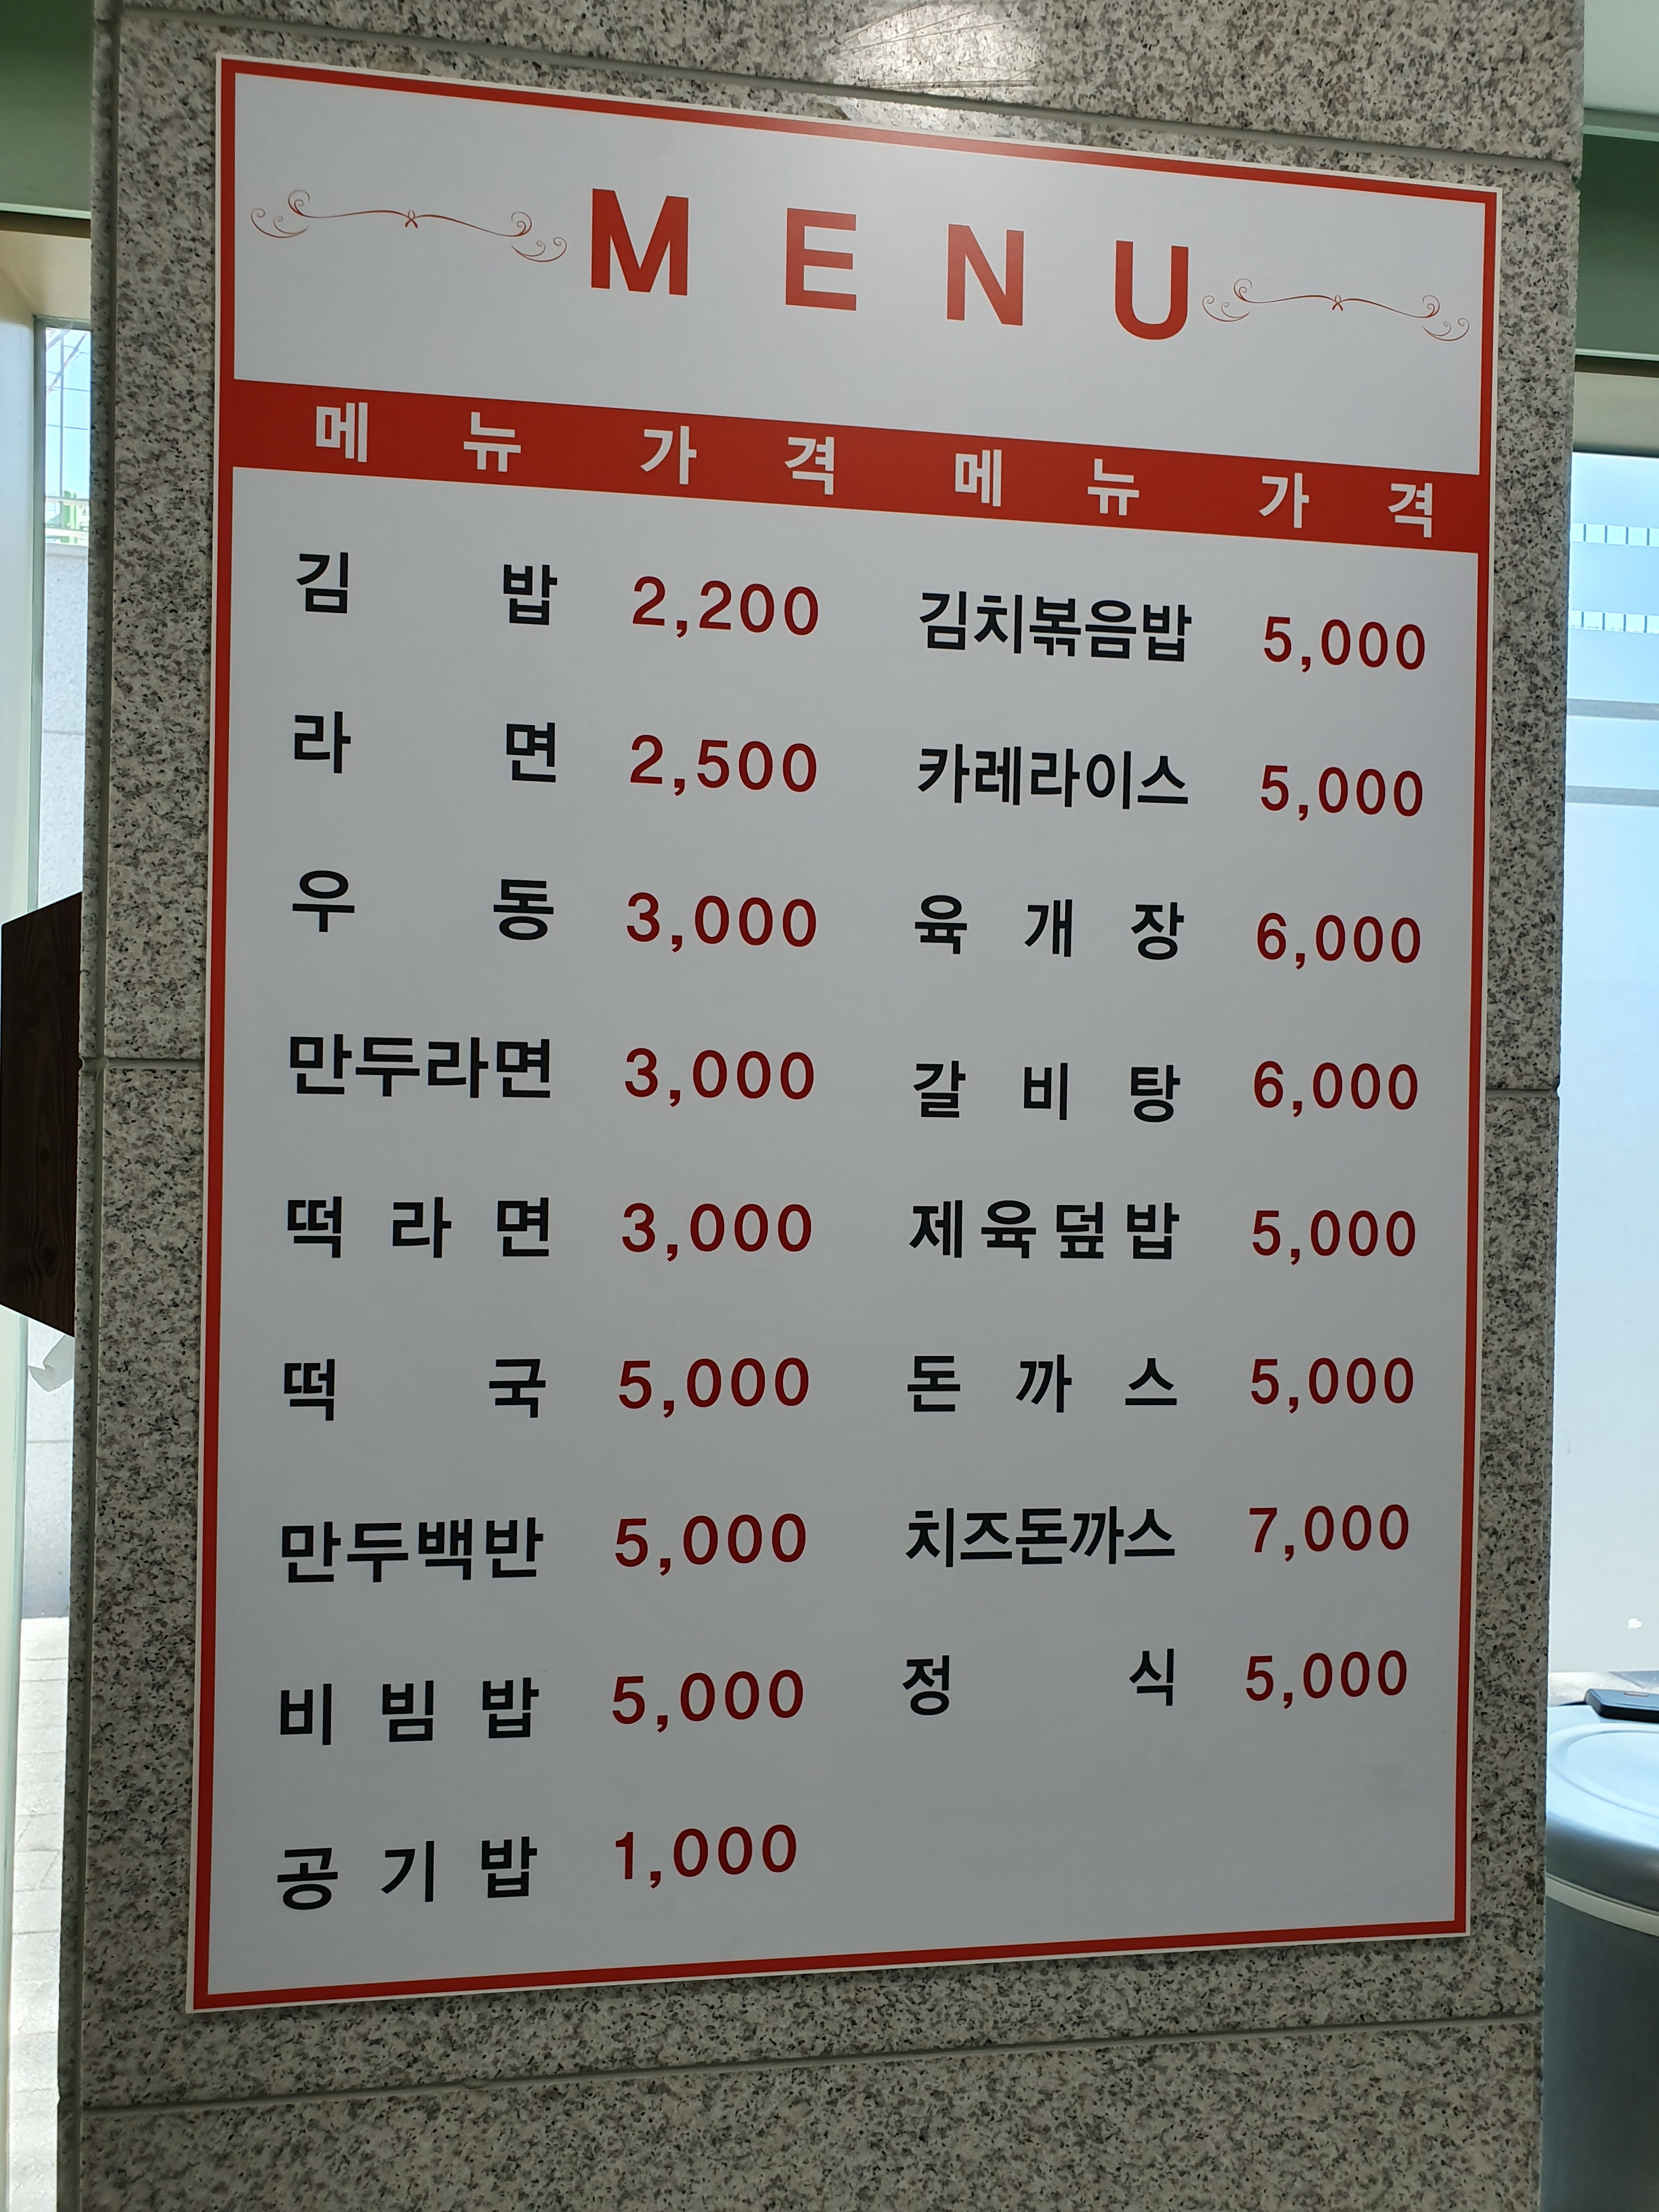 MENU
메뉴 가격 메뉴 가격
김밥 2,200 김치볶음밥 5,000
라면 2,500 카레라이스 5,000
우동 3,000 육개장 6,000
만두라면 3,000 갈비탕 6,000
떡라면 3,000 제육덮밥 5,000
떡국 5,000 돈까스 5,000
만두백반 5,000 치즈돈까스 7,000
비빔밥 5,000 정식 5,000
공기밥 1,000